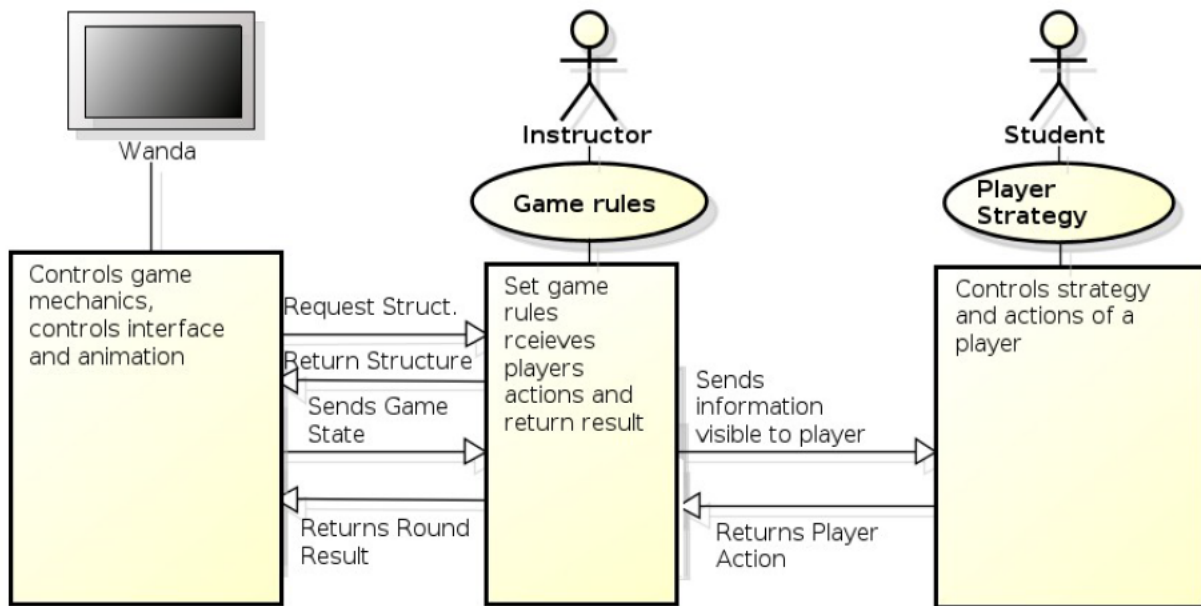 Wanda
Instructor
Student
Game rules
Player
Strategy
Controls game
mechanics,
controls interface
and animation
Request Struct.
Return Structure
Sends Game
State
Returns Round
Result
Set game
rules
rceieves
players
actions and
return result
Sends
information
visible to player
Returns Player
Action
Controls strategy
and actions of a
player